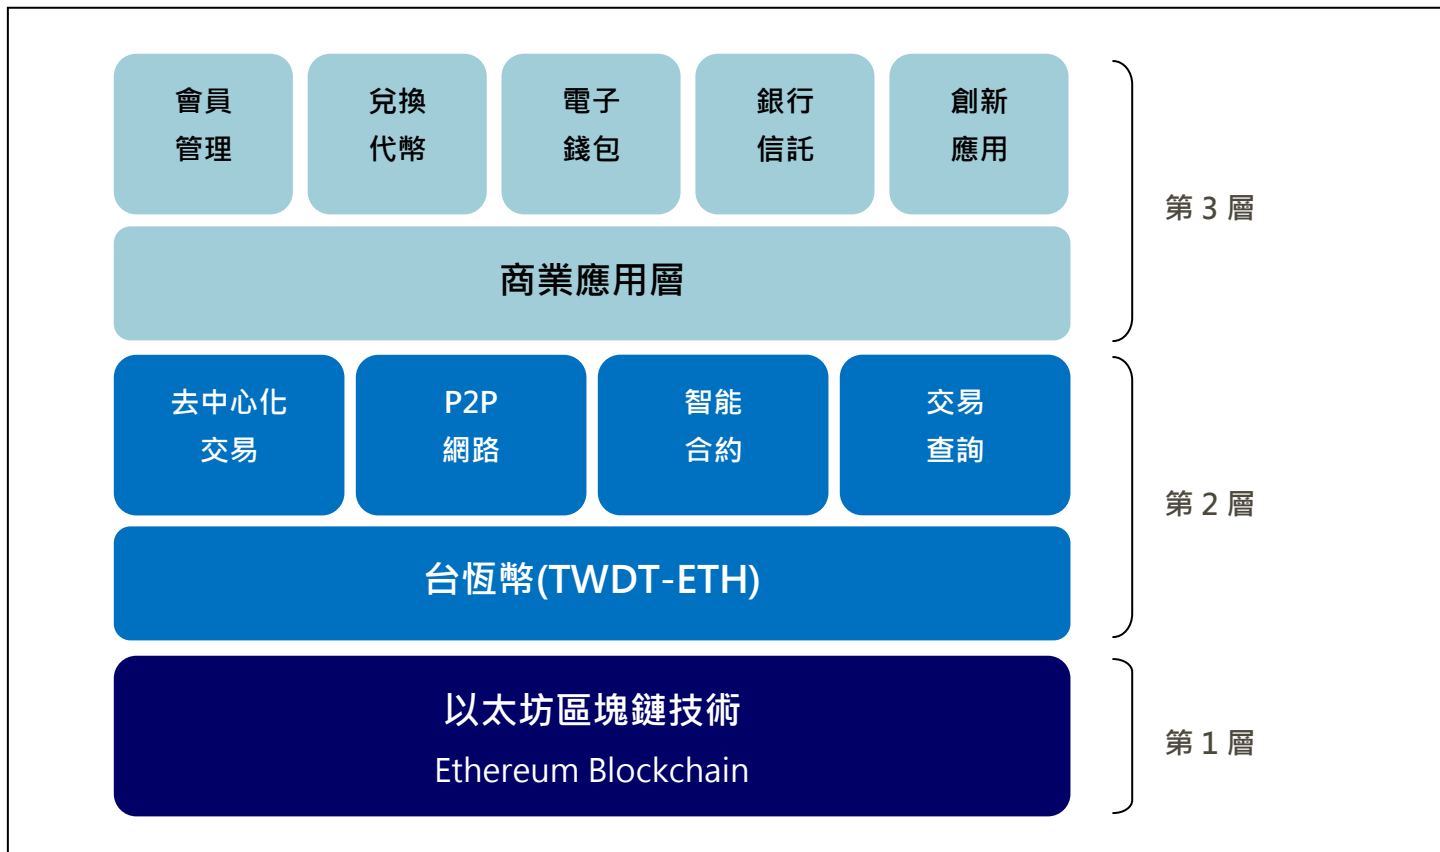 會員
管理
兌換
代幣
電子
錢包
銀行
信託
創新
應用
第 3 層
商業應用層
去中心化
交易
P2P
網路
智能
合約
交易
查詢
第 2 層
台恆幣(TWDT-ETH)
以太坊區塊鏈技術
Ethereum Blockchain
第 1 層